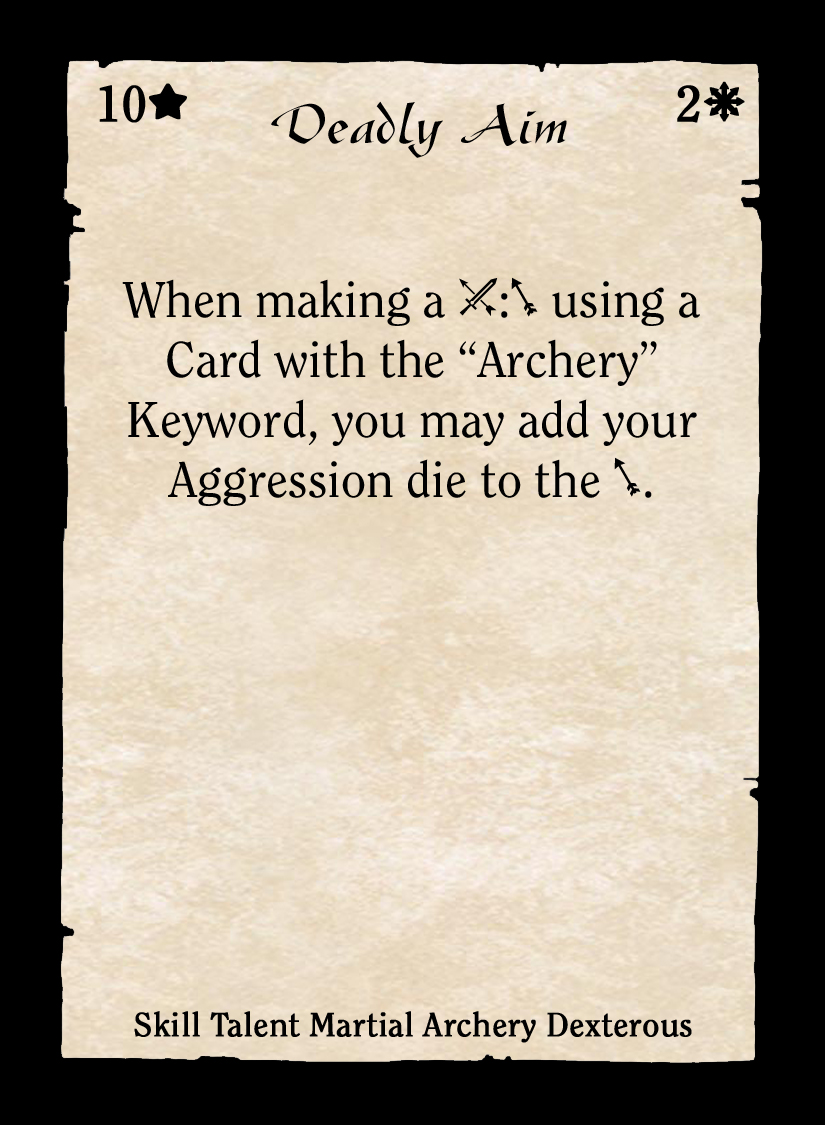 10★
Deadly Aim
2
When making a : using a
Card with the “Archery”
Keyword, you may add your
Aggression die to the .
Skill Talent Martial Archery Dexterous